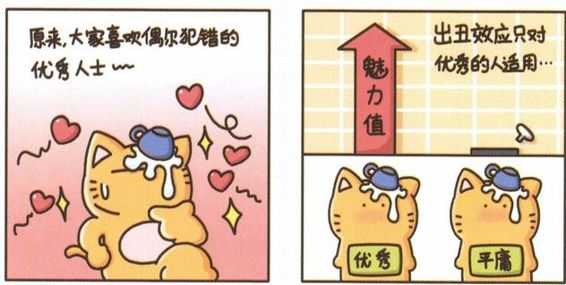 原来,大家喜欢偶尔犯错的
优秀人士~~
出丑效应只对
优秀的人适用…
魅力值
优秀
平庸